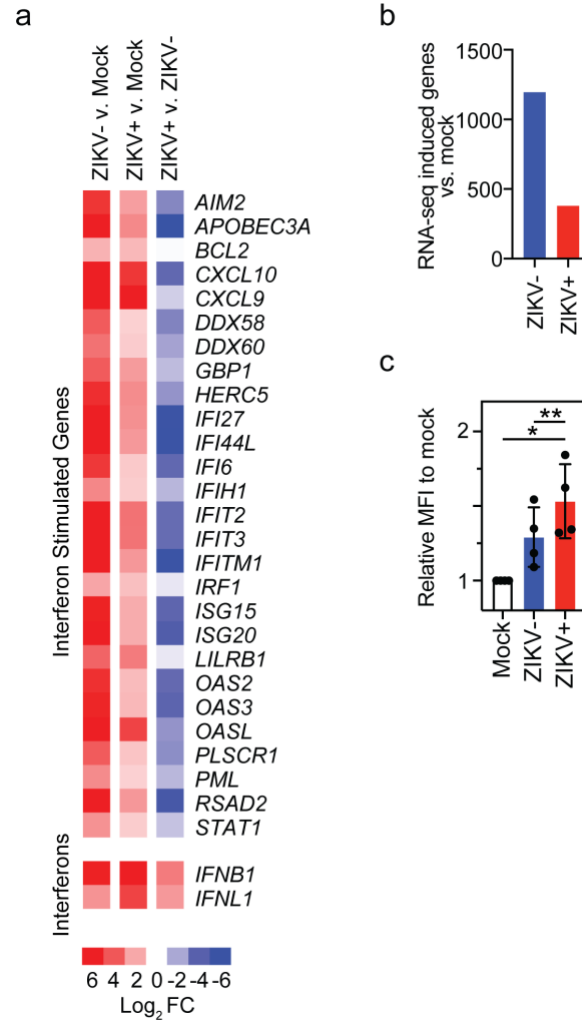 a
ZIKV- v. Mock
ZIKV+ v. Mock
ZIKV+ v. ZIKV-
Interferon Stimulated Genes
AIM2
APOBEC3A
BCL2
CXCL10
CXCL9
DDX58
DDX60
GBP1
HERC5
IFI27
IFI44L
IFI6
IFIH1
IFIT2
IFIT3
IFITM1
IRF1
ISG15
ISG20
LILRB1
OAS2
OAS3
OASL
PLSCR1
PML
RSAD2
STAT1
Interferons
IFNB1
IFNL1
6 4 2 0 -2 -4 -6
Log2 FC
b
RNA-seq induced genes
vs. mock
1500
1000
500
0
ZIKV-
ZIKV+
c
Relative MFI to mock
2
1
**
*
Mock
ZIKV-
ZIKV+